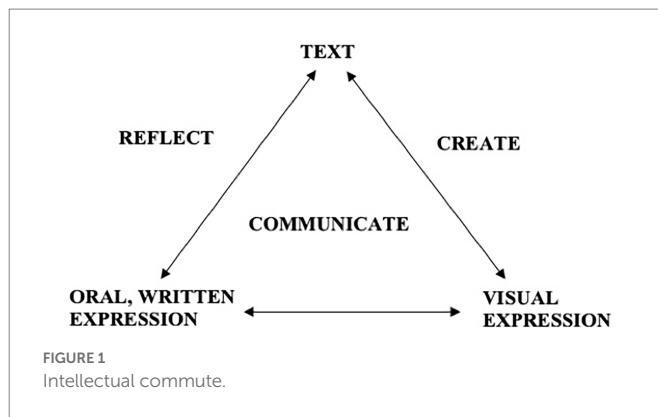 TEXT
REFLECT
CREATE
COMMUNICATE
ORAL, WRITTEN
EXPRESSION
VISUAL
EXPRESSION
FIGURE 1
Intellectual commute.